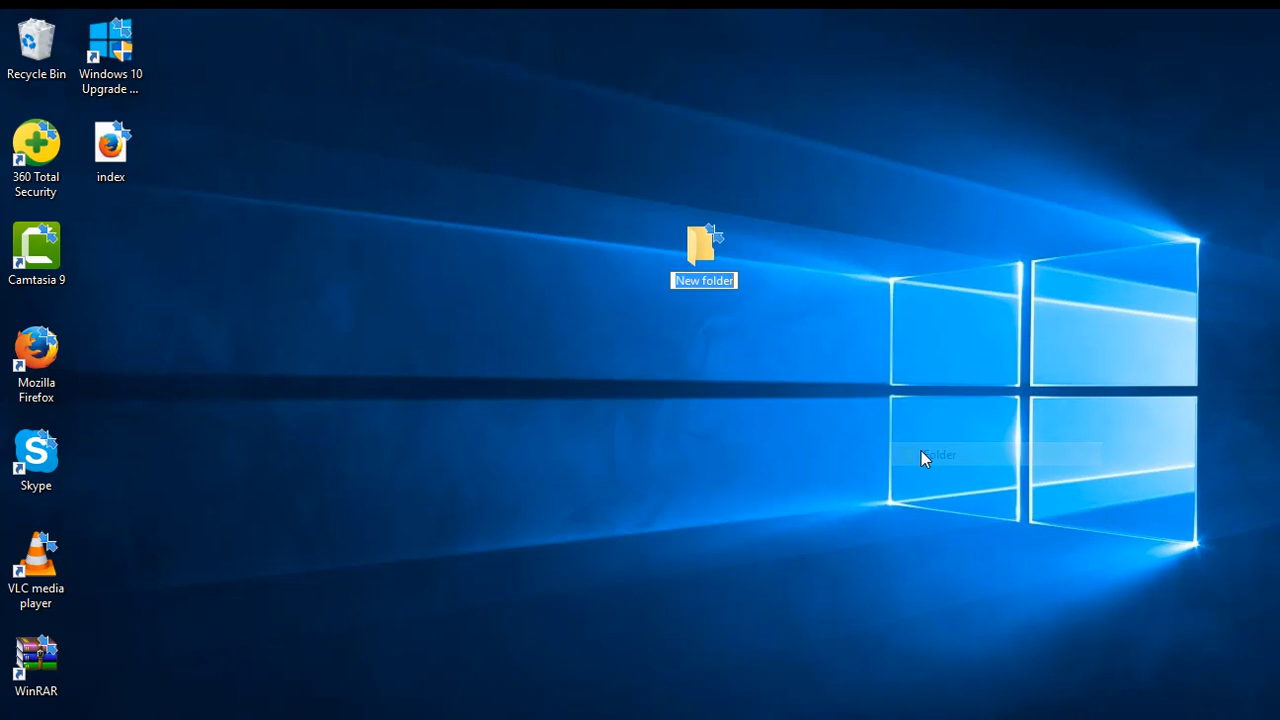 Recycle Bin
Windows 10
Upgrade ...
360 Total
Security
index
Camtasia 9
New folder
Mozilla
Firefox
Folder
Skype
VLC media
player
WinRAR